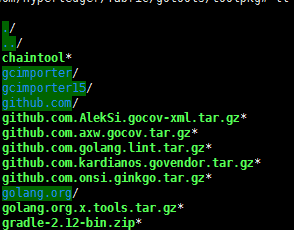 om/hyperledger/fabric/gotools/toolpkg# ll
./
../
chaintool*
gcimporter/
gcimporter15/
github.com/
github.com.AlekSi.gocov-xml.tar.gz*
github.com.axw.gocov.tar.gz*
github.com.golang.lint.tar.gz*
github.com.kardianos.govendor.tar.gz*
github.com.onsi.ginkgo.tar.gz*
golang.org/
golang.org.x.tools.tar.gz*
gradle-2.12-bin.zip*